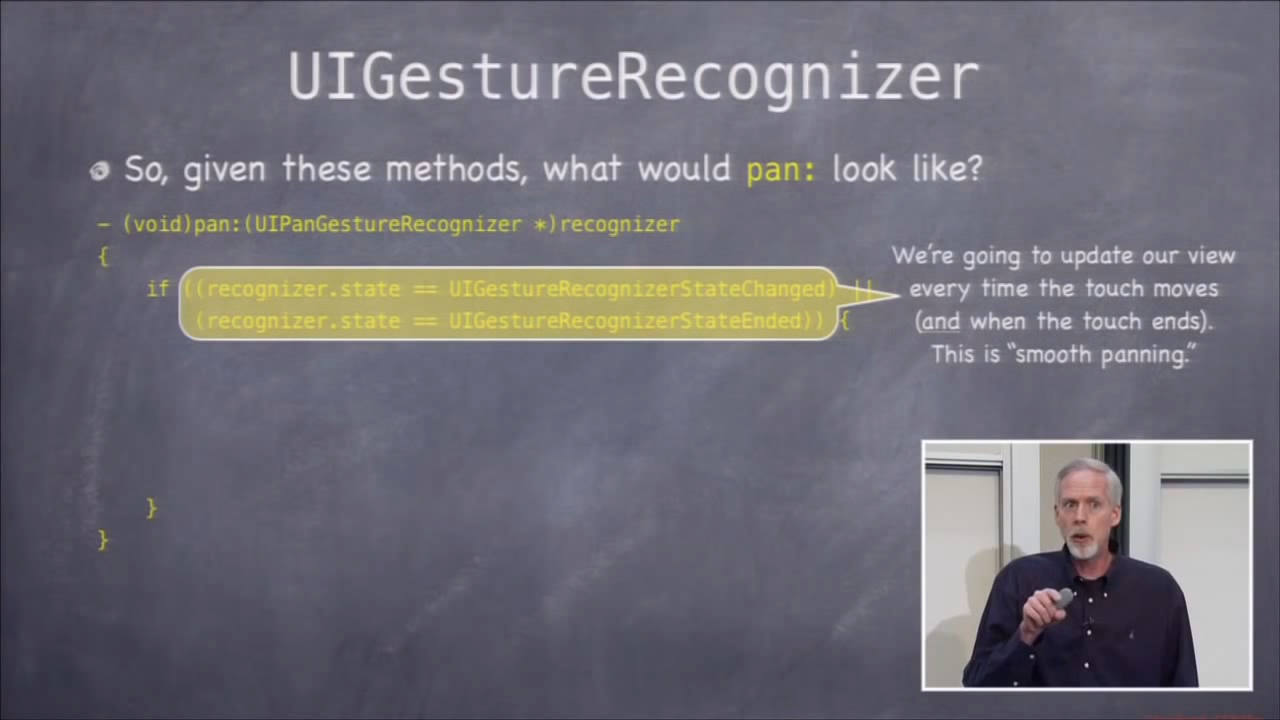 UIGestureRecognizer
So, given these methods, what would pan: look like?
- (void)pan:(UIPanGestureRecognizer *)recognizer
{
if ((recognizer.state == UIGestureRecognizerStateChanged) ||
(recognizer.state == UIGestureRecognizerStateEnded)) {
}
}
We're going to update our view
every time the touch moves
(and when the touch ends).
This is “smooth panning.”